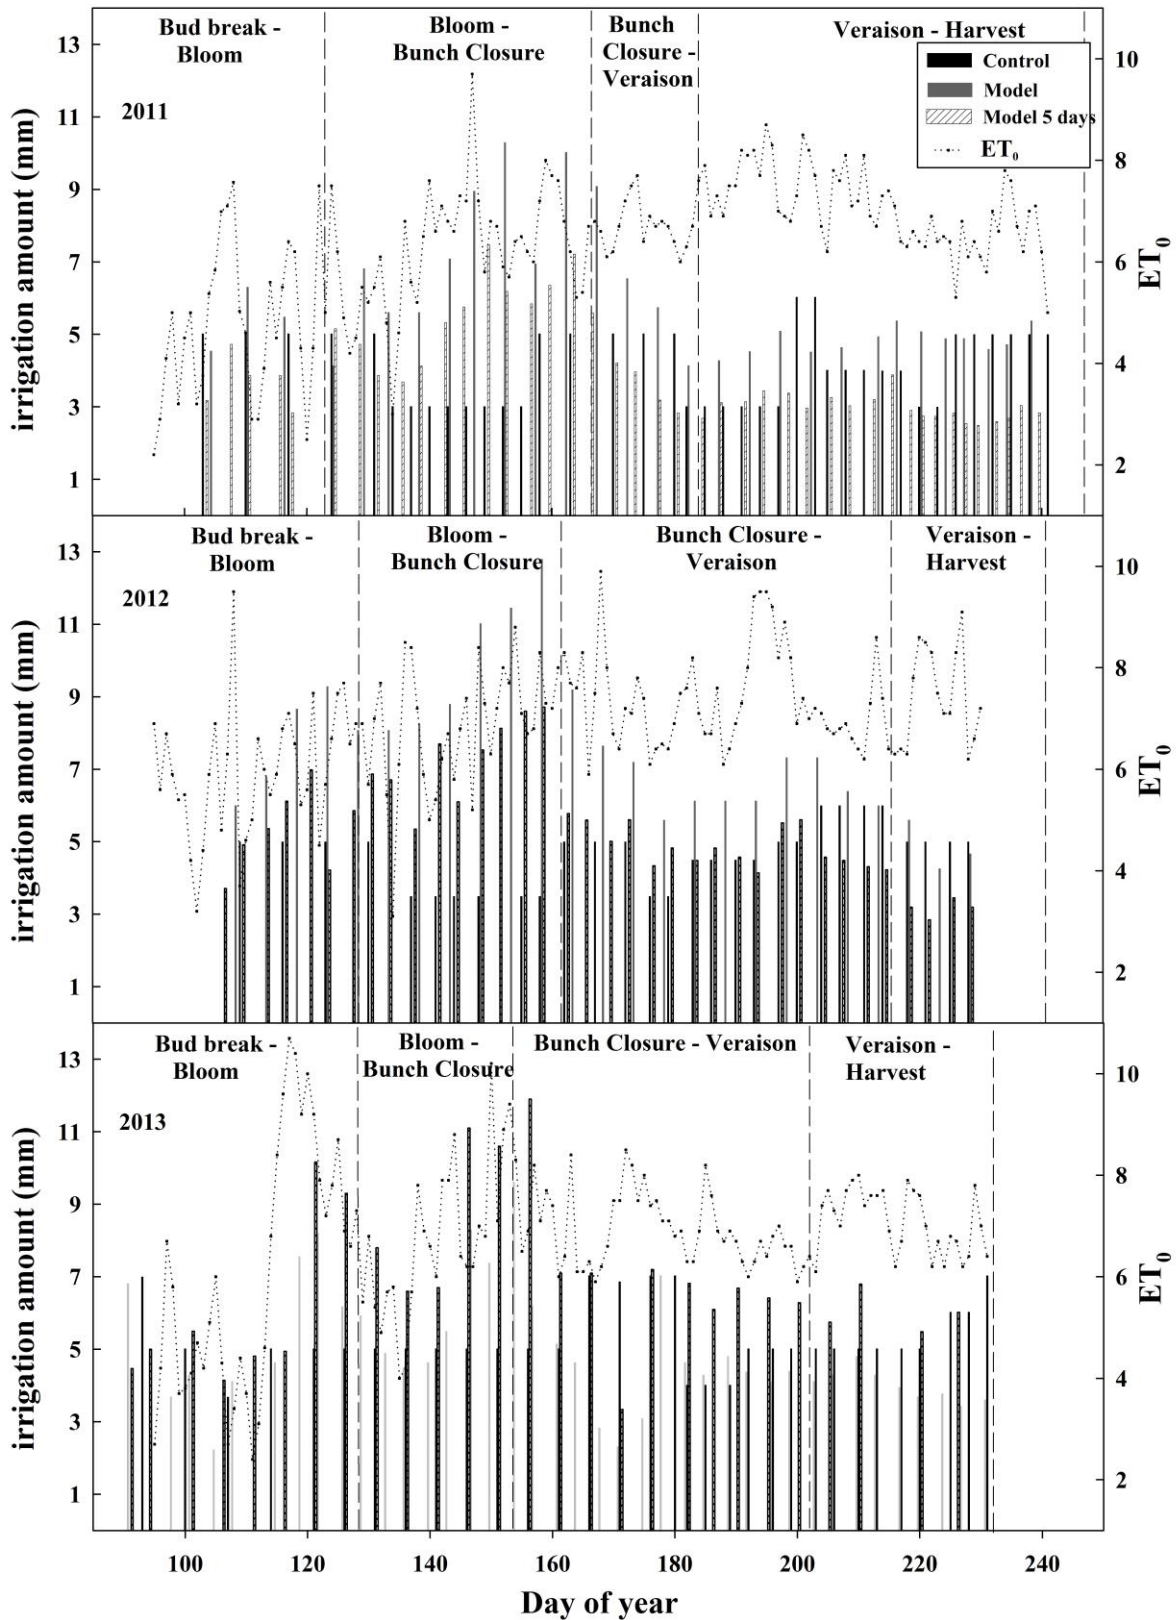 Bud break -
Bloom
Bloom -
Bunch Closure
Bunch
Closure -
Veraison
Veraison - Harvest
Control
Model
Model 5 days
ET0
2011
13
11
9
7
5
3
1
10
8
6
4
2
irrigation amount (mm)
ET0
Bud break -
Bloom
Bloom -
Bunch Closure
Bunch Closure -
Veraison
Veraison -
Harvest
2012
13
11
9
7
5
3
1
10
8
6
4
2
irrigation amount (mm)
ET0
Bud break -
Bloom
Bloom -
Bunch Closure
Bunch Closure - Veraison
Veraison -
Harvest
2013
13
11
9
7
5
3
1
10
8
6
4
2
irrigation amount (mm)
ET0
100 120 140 160 180 200 220 240
Day of year